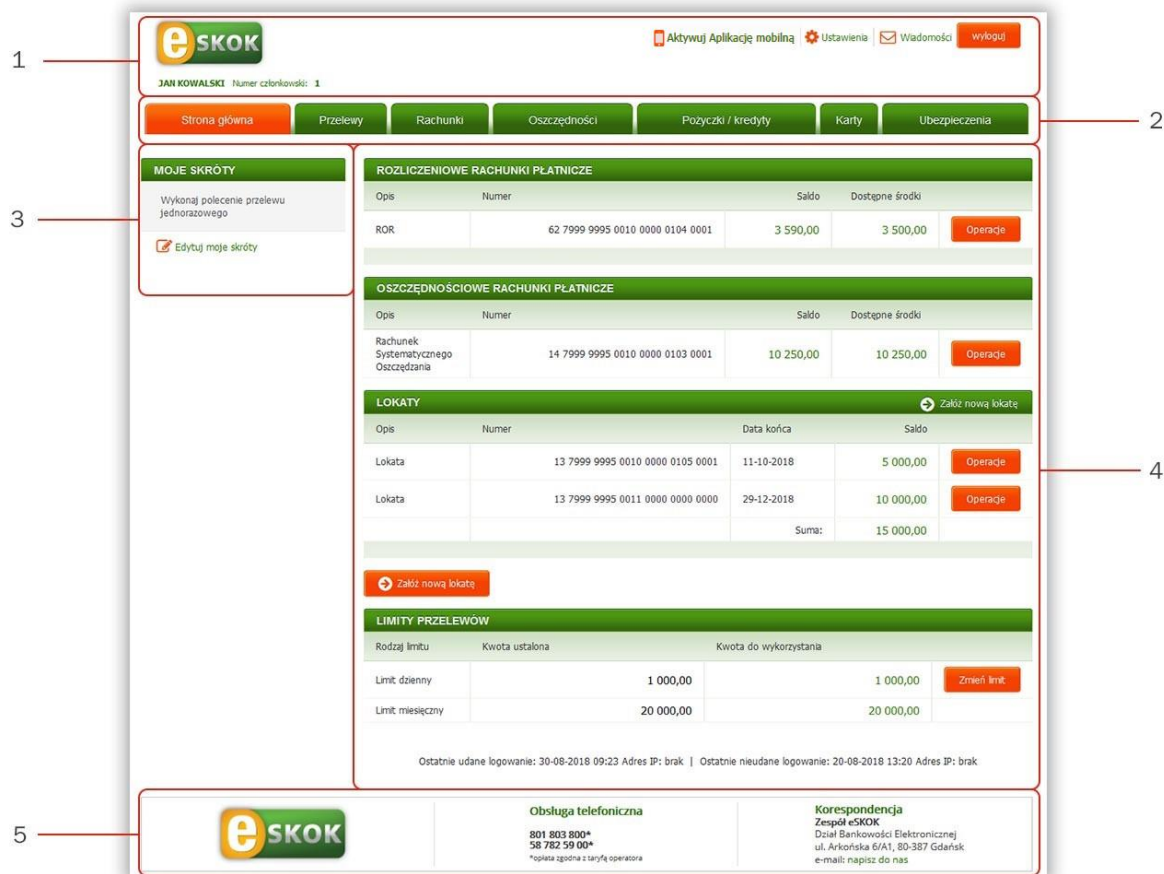 e SKOK
Aktywuj Aplikację mobilną Ustawienia Wiadomości wyloguj
1
JAN KOWALSKI Numer członkowski: 1
Strona główna Przelewy Rachunki Oszczędności Pożyczki / kredyty Karty Ubezpieczenia
2
MOJE SKRÓTY
Wykonaj polecenie przelewu
jednorazowego
3
Edytuj moje skróty
ROZLICZENIOWE RACHUNKI PŁATNICZE
Opis Numer Saldo Dostępne środki
ROR 62 7999 9995 0010 0000 0104 0001 3 590,00 3 500,00 Operacje
OSZCZĘDNOŚCIOWE RACHUNKI PŁATNICZE
Opis Numer Saldo Dostępne środki
Rachunek
Systematycznego 14 7999 9995 0010 0000 0103 0001 10 250,00 10 250,00 Operacje
Oszczędzania
LOKATY Załóż nową lokatę
Opis Numer Data końca Saldo
Lokata 13 7999 9995 0010 0000 0105 0001 11-10-2018 5 000,00 Operacje
4
Lokata 13 7999 9995 0011 0000 0000 0000 29-12-2018 10 000,00 Operacje
Suma: 15 000,00
Załóż nową lokatę
LIMITY PRZELEWÓW
Rodzaj limitu Kwota ustalona Kwota do wykorzystania
Limit dzienny 1 000,00 1 000,00 Zmień limit
Limit miesięczny 20 000,00 20 000,00
Ostatnie udane logowanie: 30-08-2018 09:23 Adres IP: brak | Ostatnie nieudane logowanie: 20-08-2018 13:20 Adres IP: brak
5
e SKOK
Obsługa telefoniczna
801 803 800*
58 782 59 00*
*opłata zgodna z taryfą operatora
Korespondencja
Zespół eSKOK
Dział Bankowości Elektronicznej
ul. Arkońska 6/A1, 80-387 Gdańsk
e-mail: napisz do nas